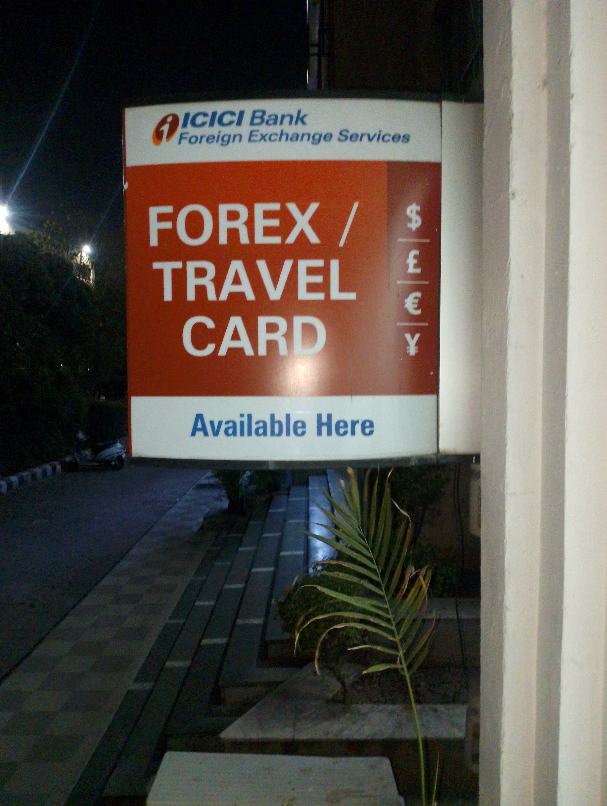 ICICI Bank
Foreign Exchange Services
FOREX /
TRAVEL
CARD
$
£
€
¥
Available Here